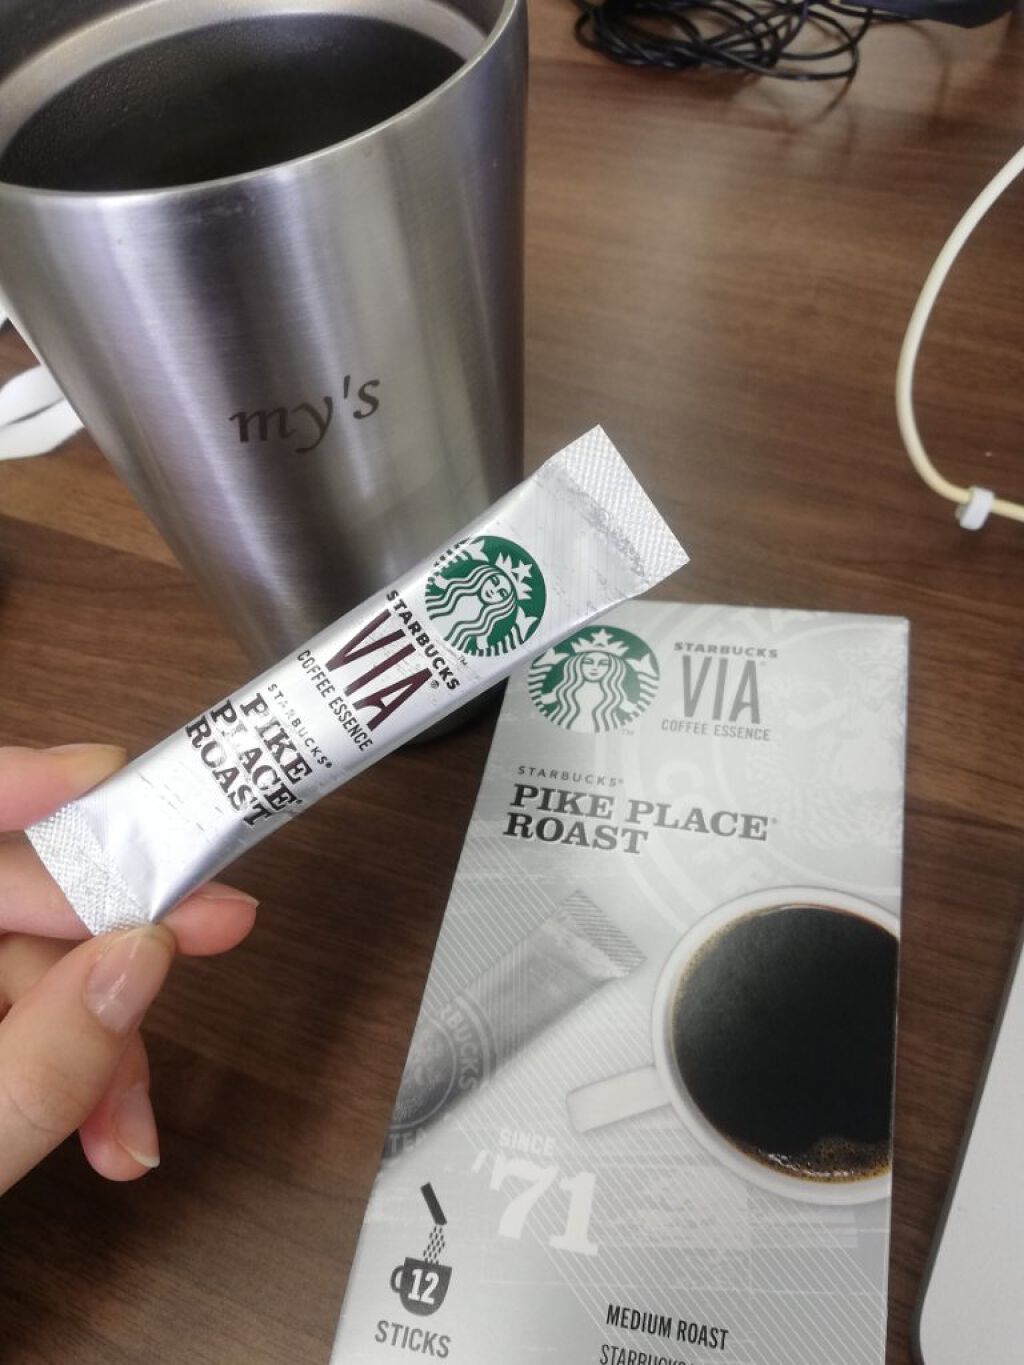 my's
STARBUCKS
VIA®
COFFEE ESSENCE
STARBUCKS®
PIKE
PLACE®
ROAST
STARBUCKS
VIA®
COFFEE ESSENCE
STARBUCKS®
PIKE PLACE®
ROAST
SINCE
'71
12
STICKS
MEDIUM ROAST